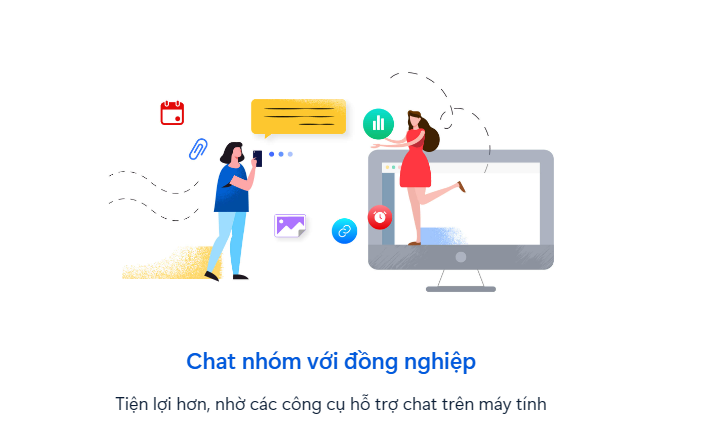 Chat nhóm với đồng nghiệp
Tiện lợi hơn, nhờ các công cụ hỗ trợ chat trên máy tính